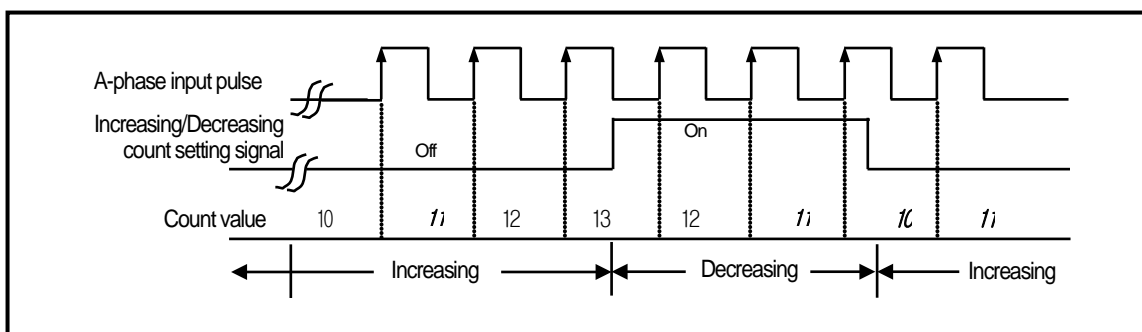 A-phase input pulse
Increasing/Decreasing
count setting signal
Off
On
Count value 10 11 12 13 12 11 10 11
Increasing Decreasing Increasing